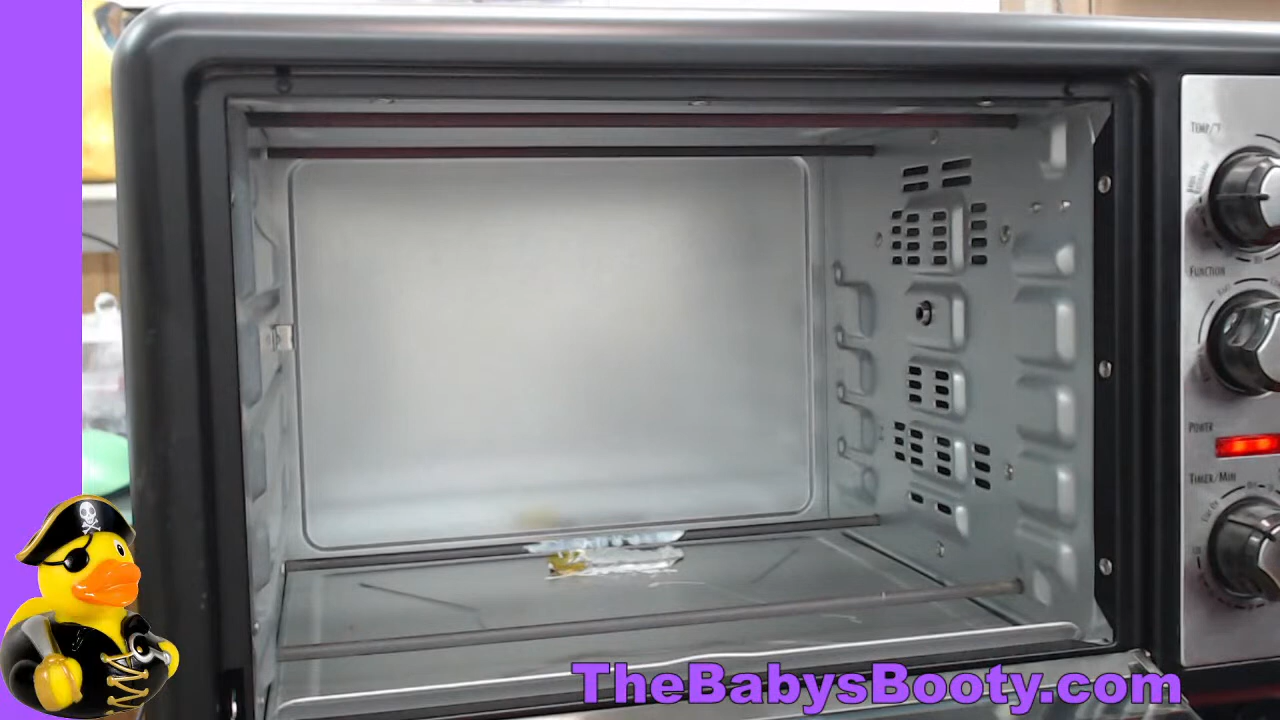 TEMP/°F
FUNCTION
POWER
TIMER/MIN
TheBabysBooty.com